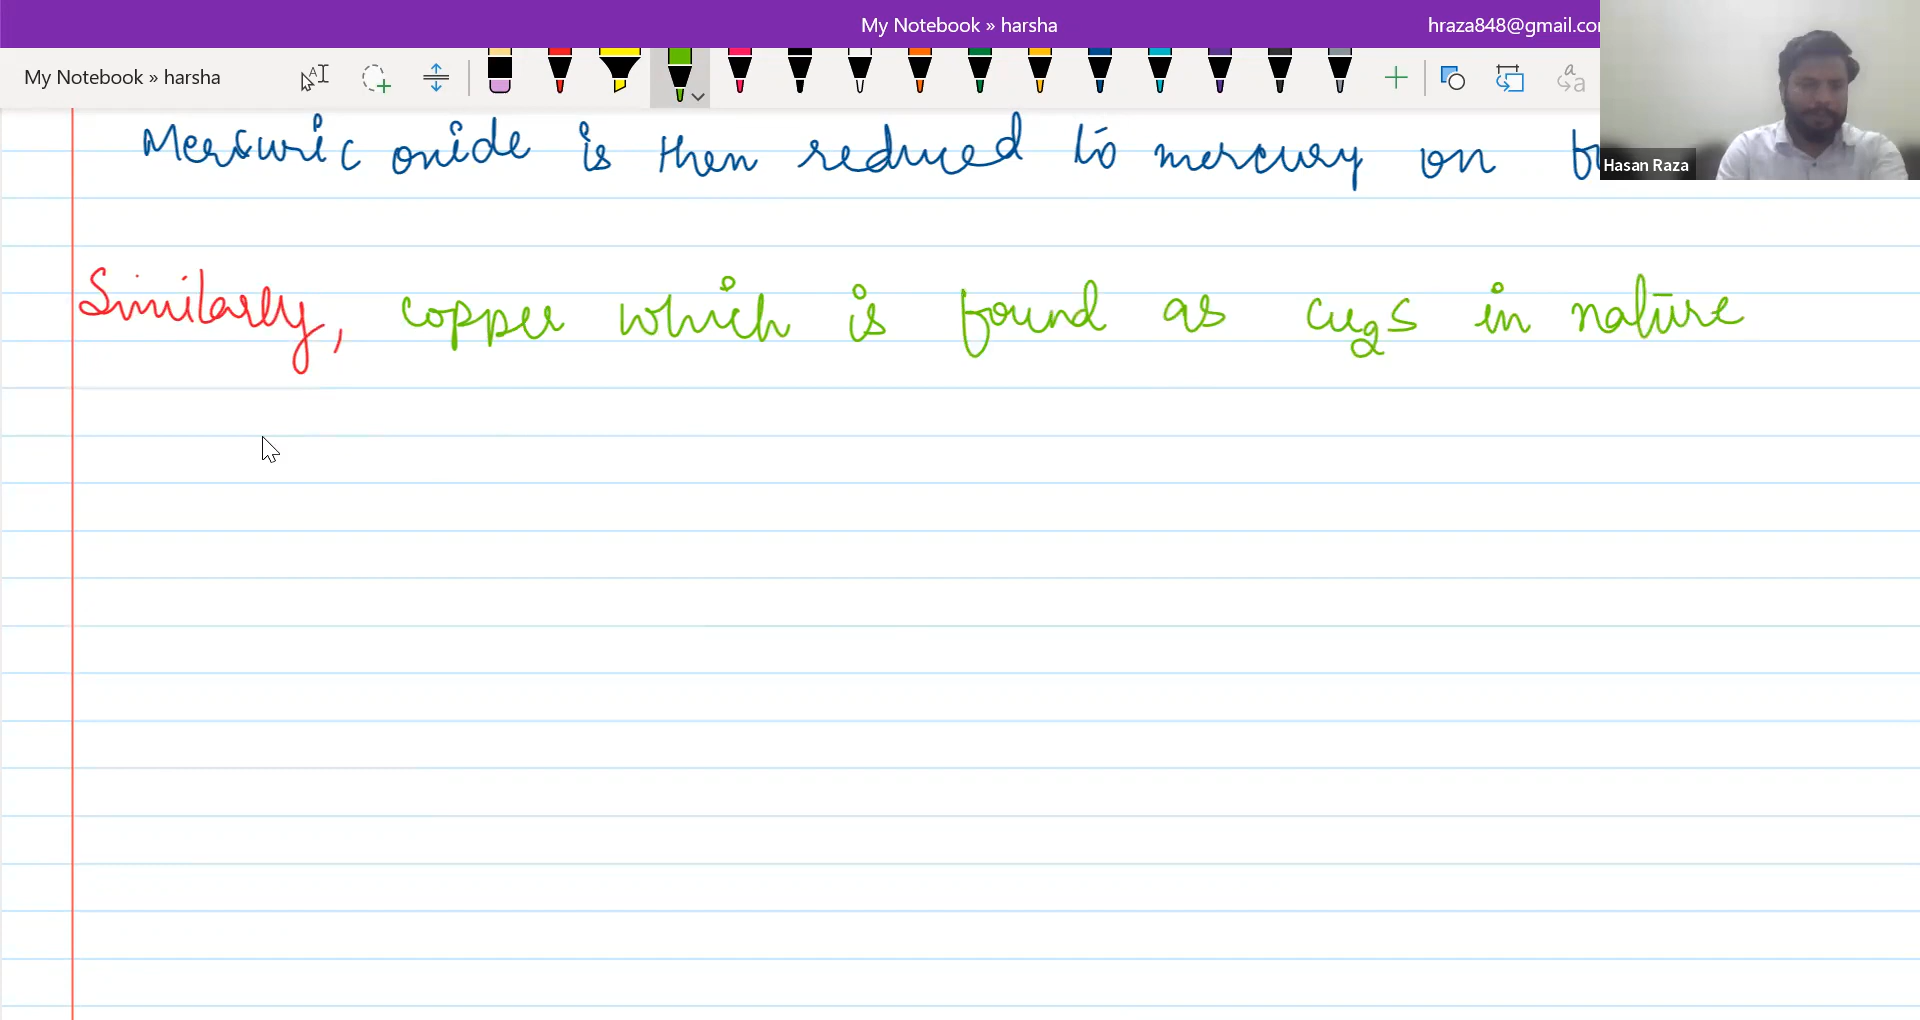 My Notebook » harsha
hraza848@gmail.co
My Notebook » harsha
Mercuric oxide is then reduced to mercury on
Hasan Raza
Similarly, copper which is found as Cu2S in nature